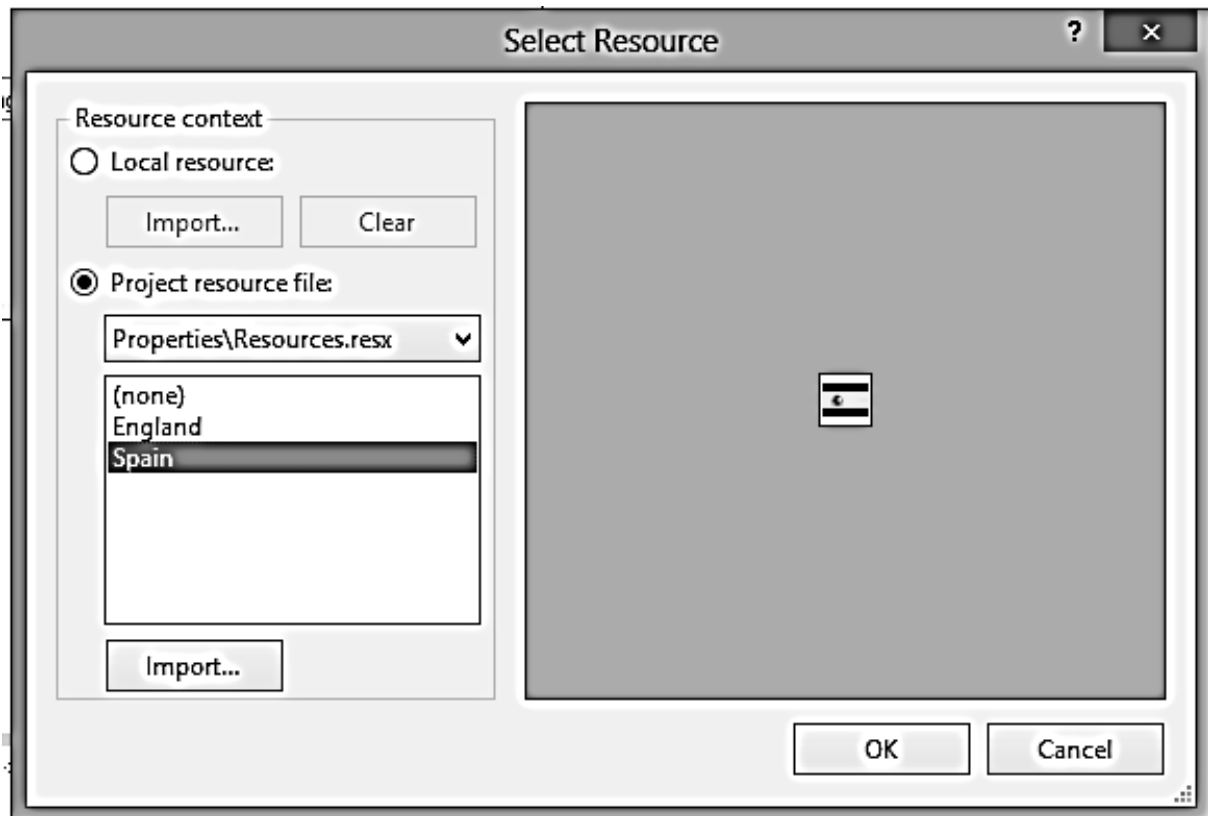 Select Resource
?
Resource context
Local resource:
Import...
Clear
Project resource file:
Properties\Resources.resx
(none)
England
Spain
Import...
OK
Cancel